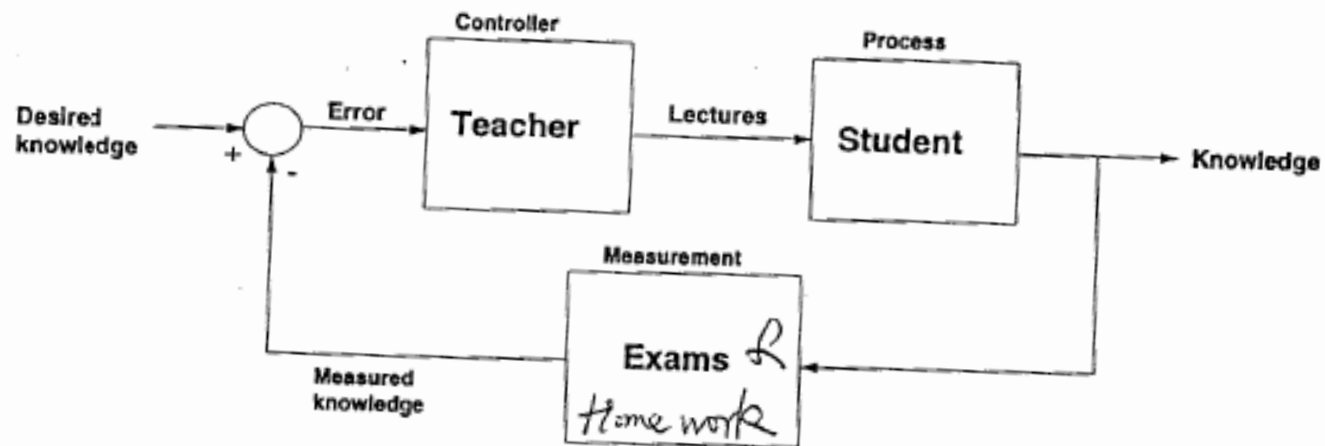 Controller
Process
Desired
knowledge
+
-
Error
Teacher
Lectures
Student
Knowledge
Measurement
Exams &
Home work
Measured
knowledge